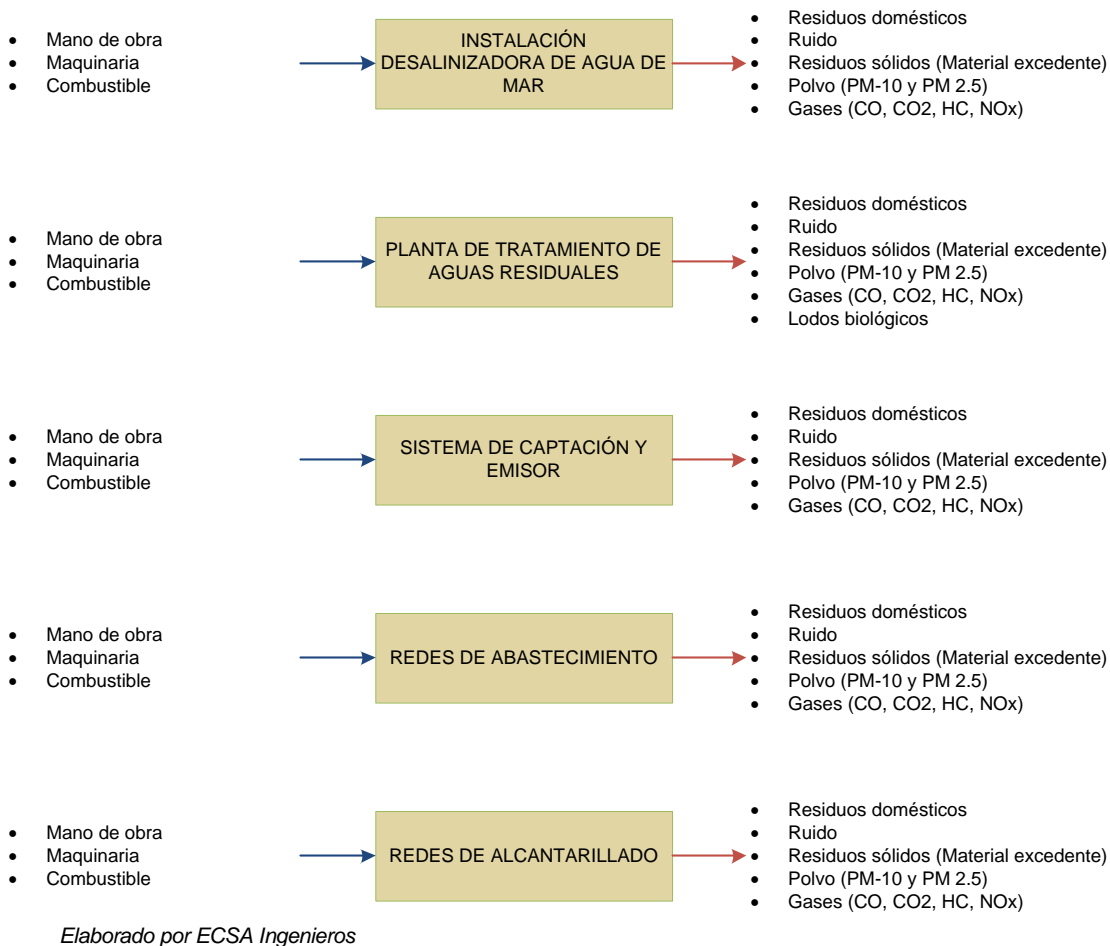 • Mano de obra
• Maquinaria
• Combustible
INSTALACIÓN
DESALINIZADORA DE AGUA DE
MAR
• Residuos domésticos
• Ruido
• Residuos sólidos (Material excedente)
• Polvo (PM-10 y PM 2.5)
• Gases (CO, CO2, HC, NOx)
• Mano de obra
• Maquinaria
• Combustible
PLANTA DE TRATAMIENTO DE
AGUAS RESIDUALES
• Residuos domésticos
• Ruido
• Residuos sólidos (Material excedente)
• Polvo (PM-10 y PM 2.5)
• Gases (CO, CO2, HC, NOx)
• Lodos biológicos
• Mano de obra
• Maquinaria
• Combustible
SISTEMA DE CAPTACIÓN Y
EMISOR
• Residuos domésticos
• Ruido
• Residuos sólidos (Material excedente)
• Polvo (PM-10 y PM 2.5)
• Gases (CO, CO2, HC, NOx)
• Mano de obra
• Maquinaria
• Combustible
REDES DE ABASTECIMIENTO
• Residuos domésticos
• Ruido
• Residuos sólidos (Material excedente)
• Polvo (PM-10 y PM 2.5)
• Gases (CO, CO2, HC, NOx)
• Mano de obra
• Maquinaria
• Combustible
REDES DE ALCANTARILLADO
• Residuos domésticos
• Ruido
• Residuos sólidos (Material excedente)
• Polvo (PM-10 y PM 2.5)
• Gases (CO, CO2, HC, NOx)
Elaborado por ECSA Ingenieros